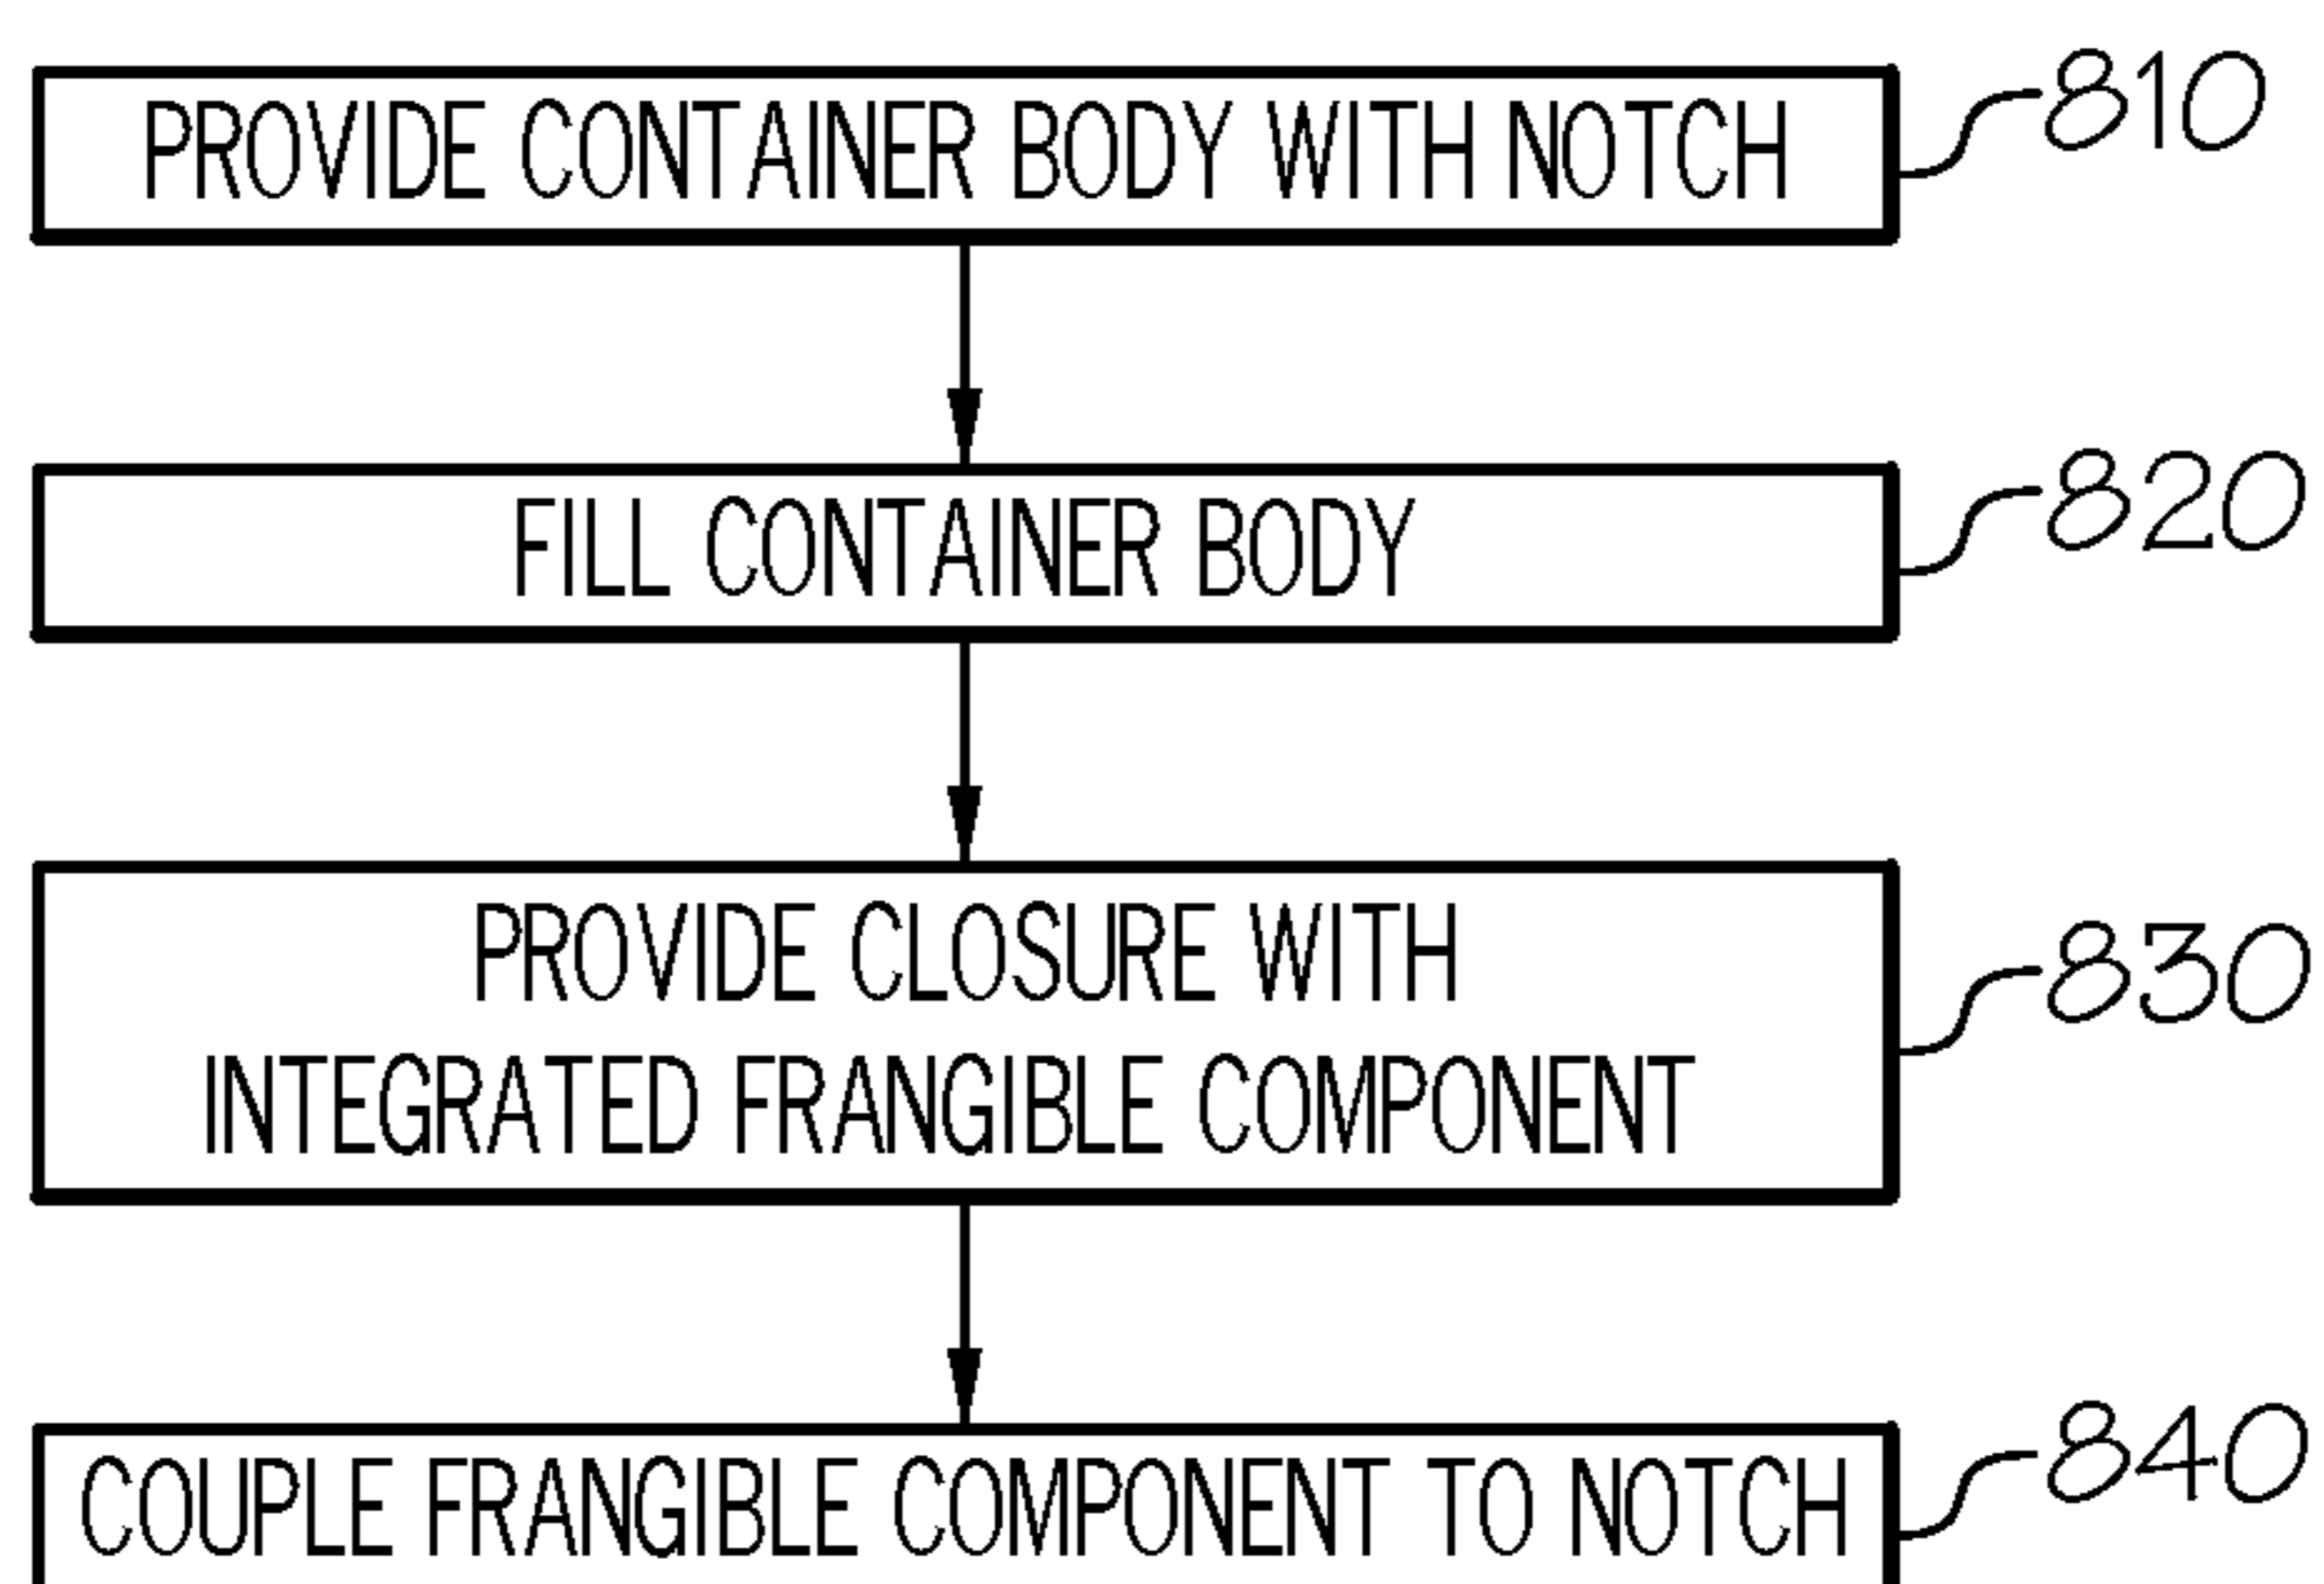 PROVIDE CONTAINER BODY WITH NOTCH
810
FILL CONTAINER BODY
820
PROVIDE CLOSURE WITH
INTEGRATED FRANGIBLE COMPONENT
830
COUPLE FRANGIBLE COMPONENT TO NOTCH
840